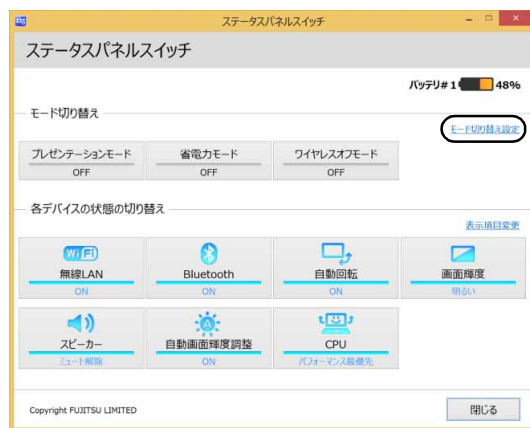 ステータスパネルスイッチ
ステータスパネルスイッチ
バッテリ#1 48%
モード切り替え
モード切り替え設定
プレゼンテーションモード 省電力モード ワイヤレスオフモード
OFF OFF OFF
各デバイスの状態の切り替え
表示項目変更
Wi Fi
無線LAN Bluetooth 自動回転 画面輝度
ON ON ON 明るい
A
スピーカー 自動画面輝度調整 CPU
ミュート解除 ON パフォーマンス最優先
Copyright FUJITSU LIMITED 閉じる